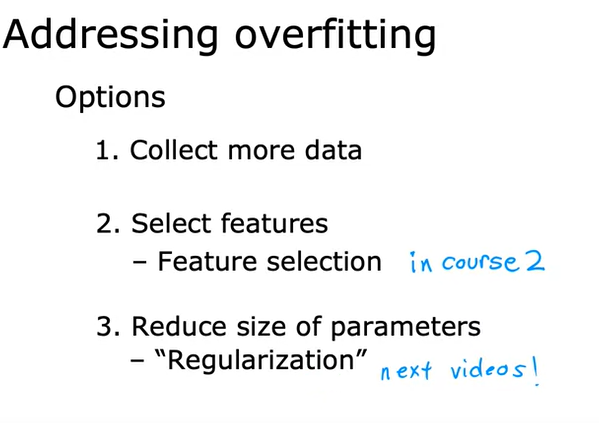 Addressing overfitting
Options
1. Collect more data
2. Select features
– Feature selection in course 2
3. Reduce size of parameters
– “Regularization” next videos!